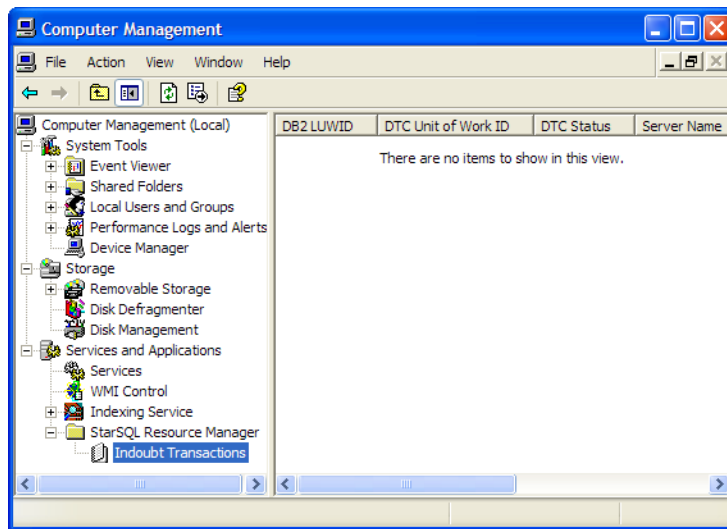 Computer Management
File Action View Window Help
Computer Management (Local)
System Tools
Event Viewer
Shared Folders
Local Users and Groups
Performance Logs and Alerts
Device Manager
Storage
Removable Storage
Disk Defragmenter
Disk Management
Services and Applications
Services
WMI Control
Indexing Service
StarSQL Resource Manager
Indoubt Transactions
DB2 LUWID DTC Unit of Work ID DTC Status Server Name
There are no items to show in this view.